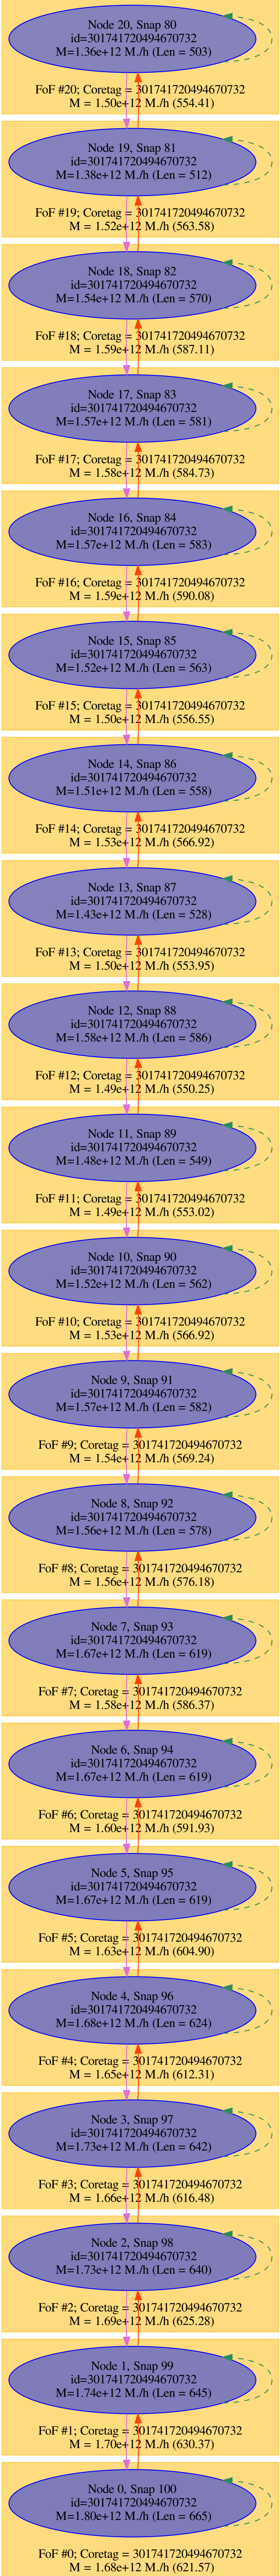 Node 20, Snap 80
id=301741720494670732
M=1.36e+12 M./h (Len = 503)
FoF #20; Coretag = 301741720494670732
M = 1.50e+12 M./h (554.41)
Node 19, Snap 81
id=301741720494670732
M=1.38e+12 M./h (Len = 512)
FoF #19; Coretag = 301741720494670732
M = 1.52e+12 M./h (563.58)
Node 18, Snap 82
id=301741720494670732
M=1.54e+12 M./h (Len = 570)
FoF #18; Coretag = 301741720494670732
M = 1.59e+12 M./h (587.11)
Node 17, Snap 83
id=301741720494670732
M=1.57e+12 M./h (Len = 581)
FoF #17; Coretag = 301741720494670732
M = 1.58e+12 M./h (584.73)
Node 16, Snap 84
id=301741720494670732
M=1.57e+12 M./h (Len = 583)
FoF #16; Coretag = 301741720494670732
M = 1.59e+12 M./h (590.08)
Node 15, Snap 85
id=301741720494670732
M=1.52e+12 M./h (Len = 563)
FoF #15; Coretag = 301741720494670732
M = 1.50e+12 M./h (556.55)
Node 14, Snap 86
id=301741720494670732
M=1.51e+12 M./h (Len = 558)
FoF #14; Coretag = 301741720494670732
M = 1.53e+12 M./h (566.92)
Node 13, Snap 87
id=301741720494670732
M=1.43e+12 M./h (Len = 528)
FoF #13; Coretag = 301741720494670732
M = 1.50e+12 M./h (553.95)
Node 12, Snap 88
id=301741720494670732
M=1.58e+12 M./h (Len = 586)
FoF #12; Coretag = 301741720494670732
M = 1.49e+12 M./h (550.25)
Node 11, Snap 89
id=301741720494670732
M=1.48e+12 M./h (Len = 549)
FoF #11; Coretag = 301741720494670732
M = 1.49e+12 M./h (553.02)
Node 10, Snap 90
id=301741720494670732
M=1.52e+12 M./h (Len = 562)
FoF #10; Coretag = 301741720494670732
M = 1.53e+12 M./h (566.92)
Node 9, Snap 91
id=301741720494670732
M=1.57e+12 M./h (Len = 582)
FoF #9; Coretag = 301741720494670732
M = 1.54e+12 M./h (569.24)
Node 8, Snap 92
id=301741720494670732
M=1.56e+12 M./h (Len = 578)
FoF #8; Coretag = 301741720494670732
M = 1.56e+12 M./h (576.18)
Node 7, Snap 93
id=301741720494670732
M=1.67e+12 M./h (Len = 619)
FoF #7; Coretag = 301741720494670732
M = 1.58e+12 M./h (586.37)
Node 6, Snap 94
id=301741720494670732
M=1.67e+12 M./h (Len = 619)
FoF #6; Coretag = 301741720494670732
M = 1.60e+12 M./h (591.93)
Node 5, Snap 95
id=301741720494670732
M=1.67e+12 M./h (Len = 619)
FoF #5; Coretag = 301741720494670732
M = 1.63e+12 M./h (604.90)
Node 4, Snap 96
id=301741720494670732
M=1.68e+12 M./h (Len = 624)
FoF #4; Coretag = 301741720494670732
M = 1.65e+12 M./h (612.31)
Node 3, Snap 97
id=301741720494670732
M=1.73e+12 M./h (Len = 642)
FoF #3; Coretag = 301741720494670732
M = 1.66e+12 M./h (616.48)
Node 2, Snap 98
id=301741720494670732
M=1.73e+12 M./h (Len = 640)
FoF #2; Coretag = 301741720494670732
M = 1.69e+12 M./h (625.28)
Node 1, Snap 99
id=301741720494670732
M=1.74e+12 M./h (Len = 645)
FoF #1; Coretag = 301741720494670732
M = 1.70e+12 M./h (630.37)
Node 0, Snap 100
id=301741720494670732
M=1.80e+12 M./h (Len = 665)
FoF #0; Coretag = 301741720494670732
M = 1.68e+12 M./h (621.57)